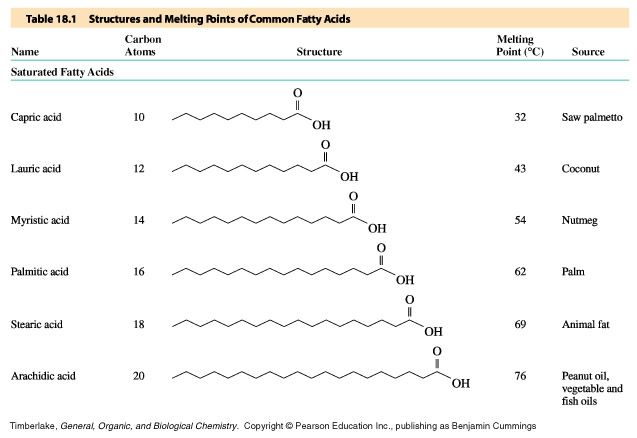 Table 18.1 Structures and Melting Points of Common Fatty Acids
Name Carbon Atoms Structure Melting Point (°C) Source
Saturated Fatty Acids
Capric acid 10 O OH 32 Saw palmetto
Lauric acid 12 O OH 43 Coconut
Myristic acid 14 O OH 54 Nutmeg
Palmitic acid 16 O OH 62 Palm
Stearic acid 18 O OH 69 Animal fat
Arachidic acid 20 O OH 76 Peanut oil,
vegetable and
fish oils
Timberlake, General, Organic, and Biological Chemistry. Copyright © Pearson Education Inc., publishing as Benjamin Cummings